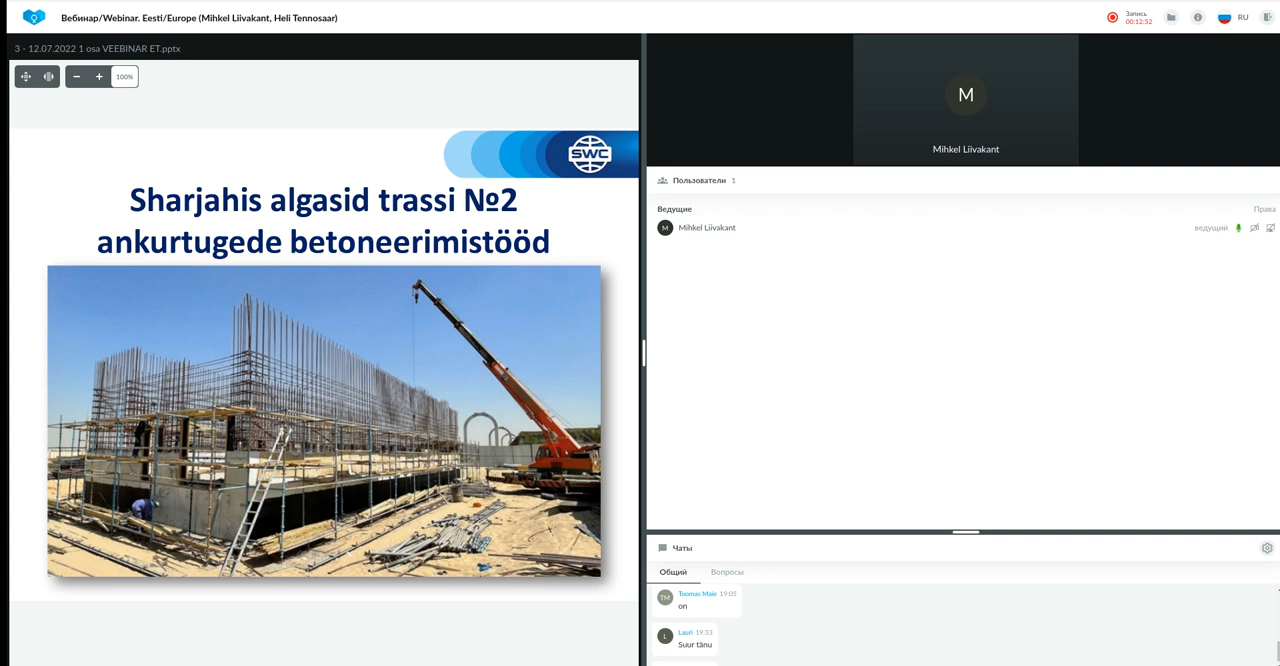 Вебинар/Webinar. Eesti/Europe (Mihkel Liivakant, Heli Tennosaar)
Запись
00:12:52
RU
3 - 12.07.2022 1 osa VEEBINAR ET.pptx
100%
SWC
Sharjahis algasid trassi №2
ankurtugede betoneerimistööd
M
Mihkel Liivakant
Пользователи 1
Ведущие
Права
M
Mihkel Liivakant
ведущий
Чаты
Общий
Вопросы
TM
Toomas Maie 19:05
on
L
Lauri 19:33
Suur tänu